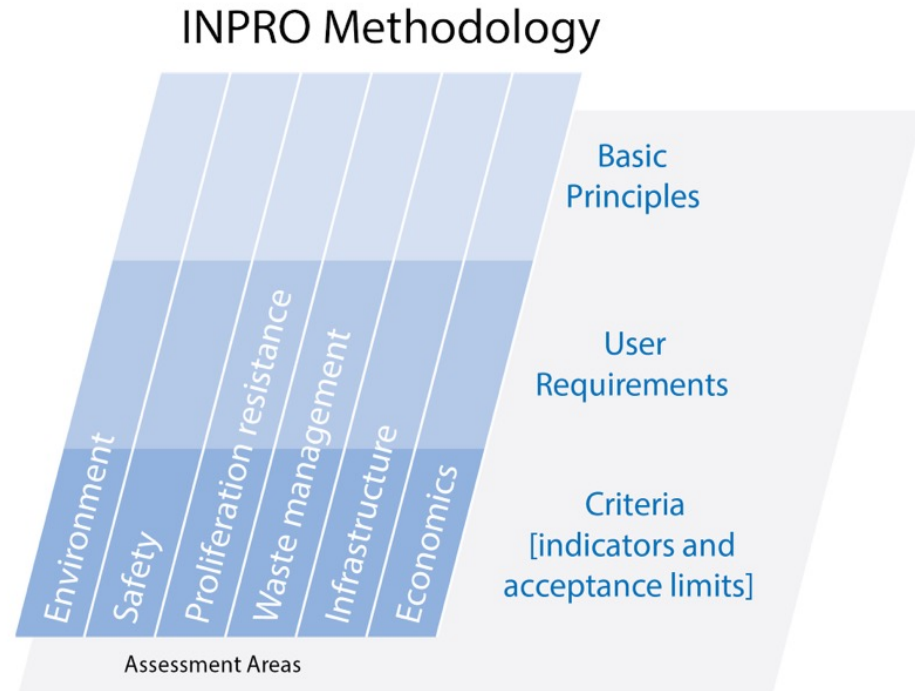 INPRO Methodology
Basic
Principles
User
Requirements
Criteria
[indicators and
acceptance limits]
Environment
Safety
Proliferation resistance
Waste management
Infrastructure
Economics
Assessment Areas